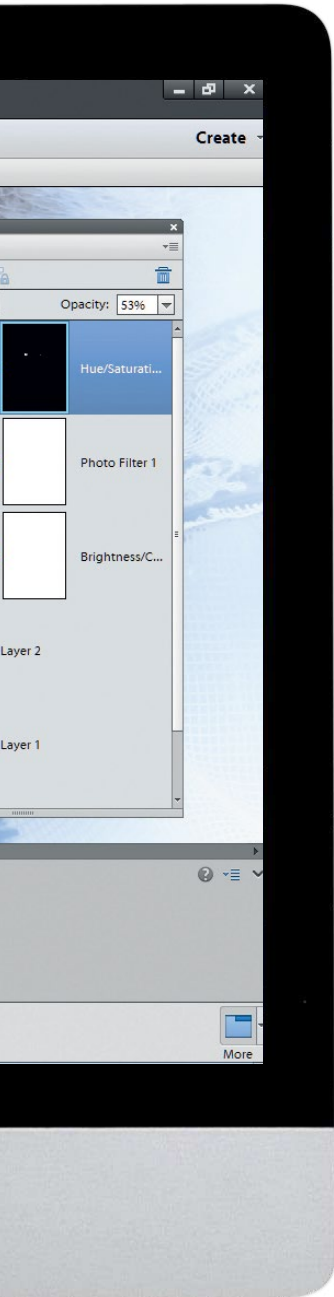 Create
Opacity: 53%
Hue/Saturati...
Photo Filter 1
Brightness/C...
Layer 2
Layer 1
More